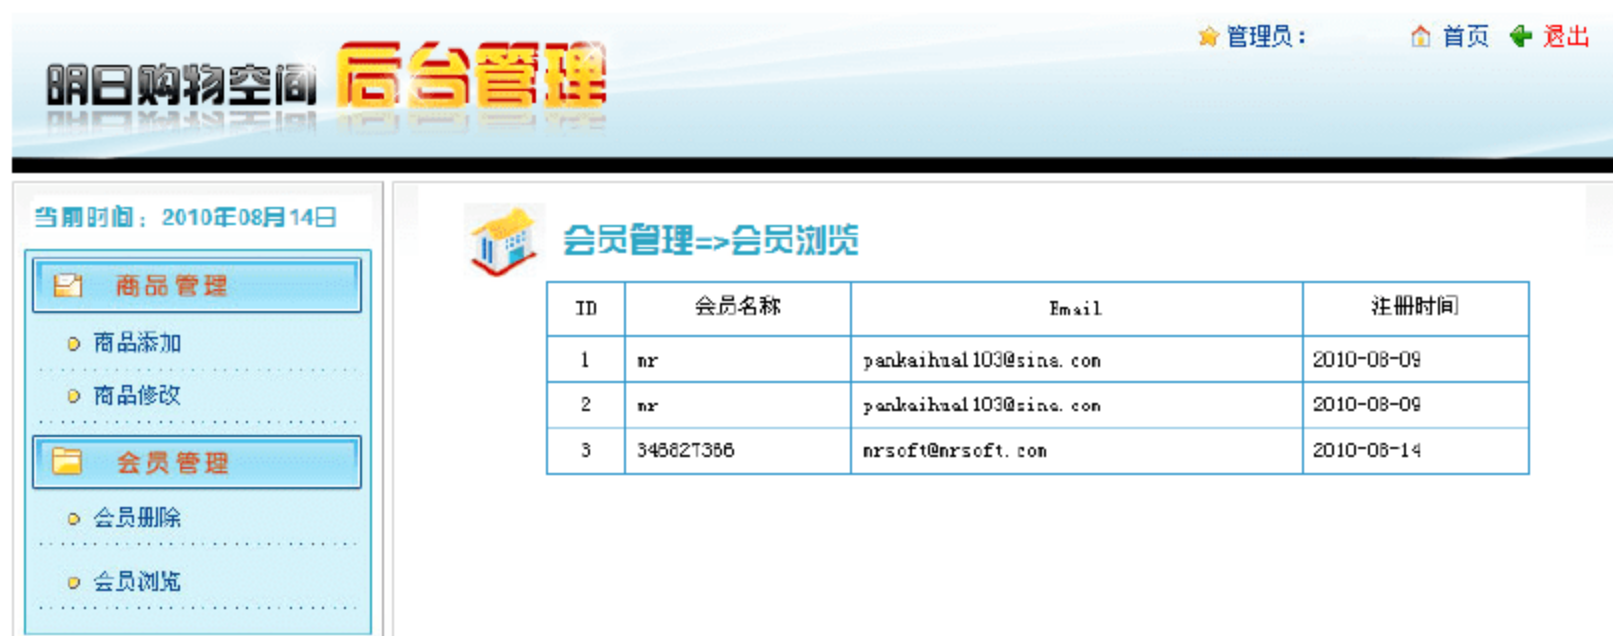 管理员： 首页 退出
明日购物空间 后台管理
当前时间：2010年08月14日
会员管理=>会员浏览
商品管理
商品添加
商品修改
会员管理
会员删除
会员浏览
ID 会员名称 Email 注册时间
1 mr pankaihua1103@sina.com 2010-08-09
2 mr pankaihua1103@sina.com 2010-08-09
3 mrsoft@mrsoft.com 2010-08-14